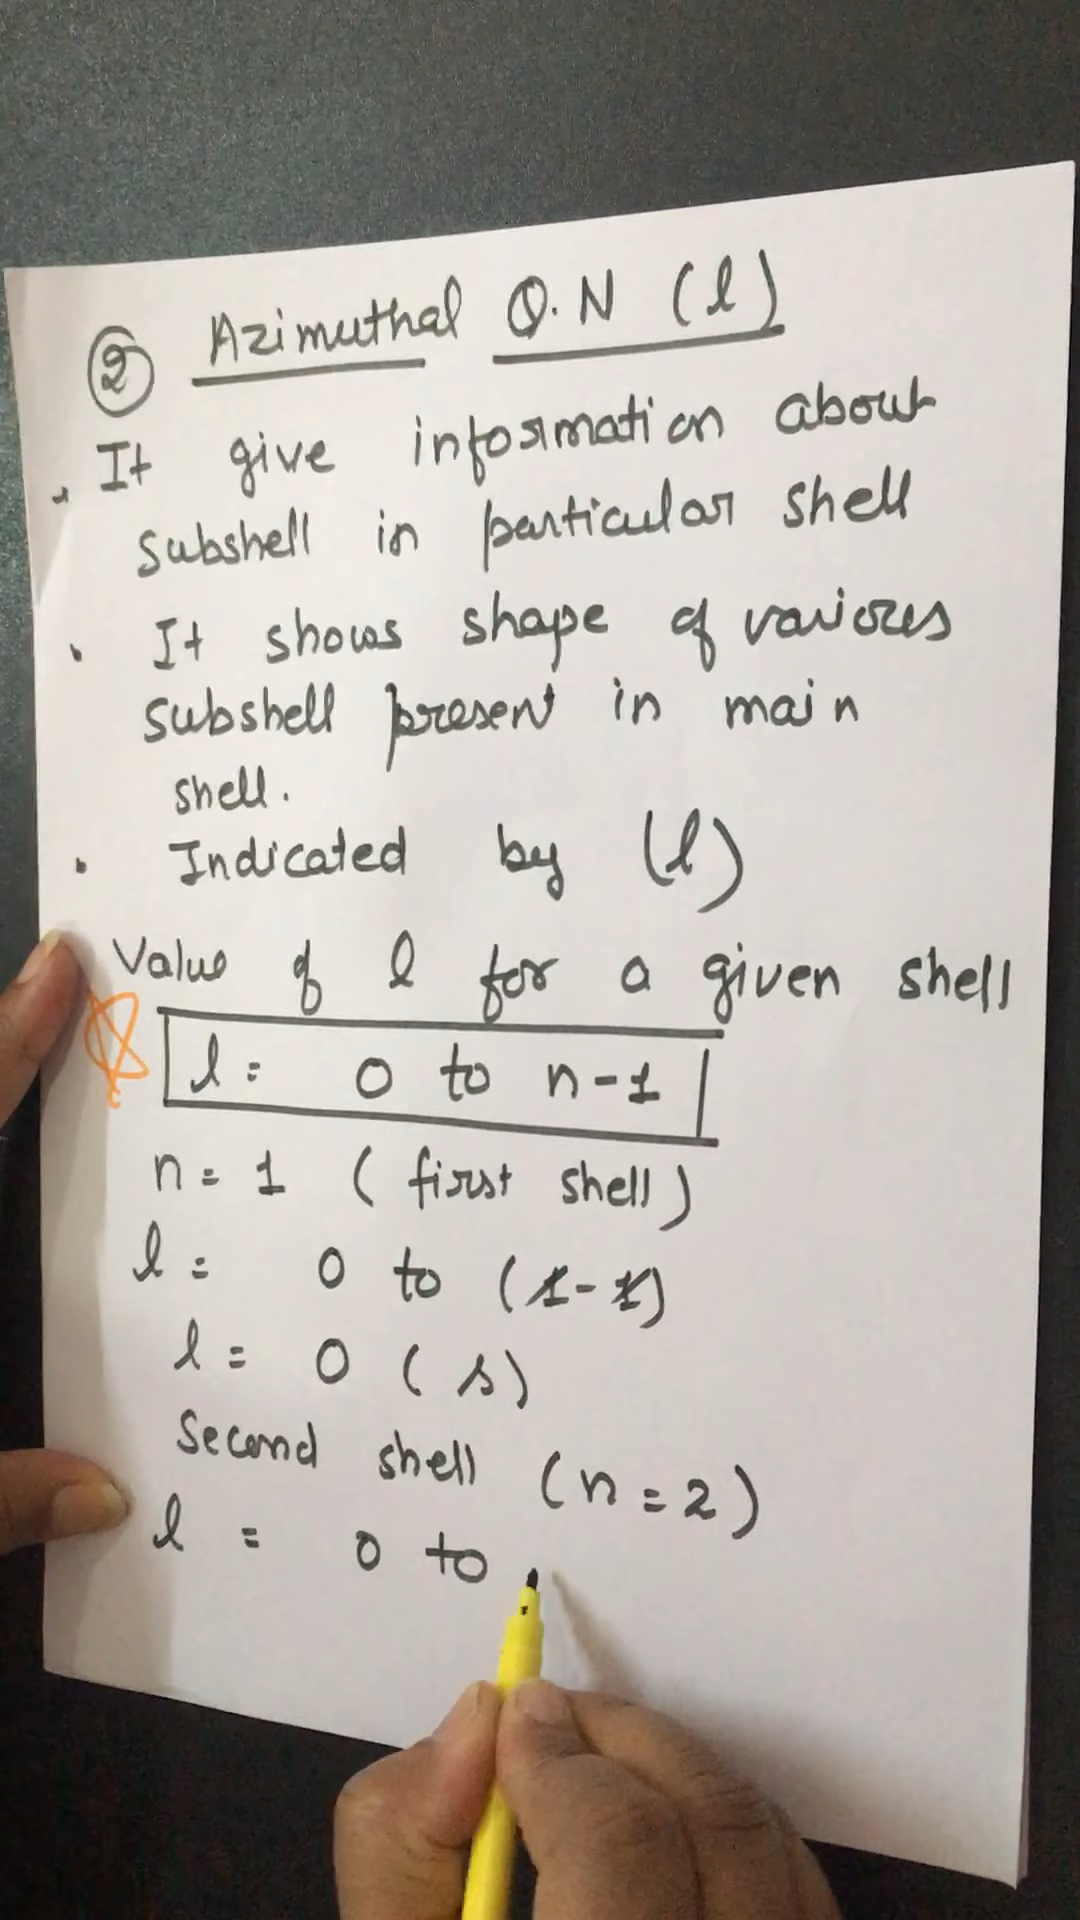 ② Azimuthal Q.N (l)
. It give information about
subshell in particular shell
. It shows shape of various
subshell present in main
shell.
. Indicated by (l)
Value of l for a given shell
l = 0 to n-1
n = 1 (first shell)
l = 0 to (1-1)
l = 0 (s)
Second shell (n = 2)
l = 0 to